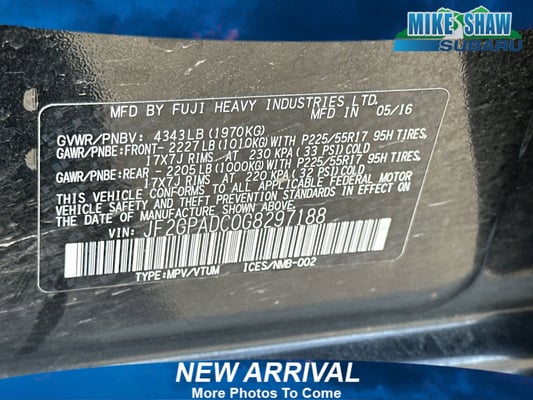 MIKE SHAW
SUBARU
MFD BY FUJI HEAVY INDUSTRIES LTD.
MFD IN 05/16
GVWR/PNBV: 4343LB (1970KG)
GAWR/PNBE:FRONT- 2227LB (1010KG)WITH P225/55R17 95H TIRES,
17X7J RIMS AT 230 KPA (33 PSI)COLD
GAWR/PNBE:REAR - 2205LB (1000KG)WITH P225/55R17 95H TIRES,
17X7J RIMS AT 220 KPA (32 PSI)COLD
THIS VEHICLE CONFORMS TO ALL APPLICABLE FEDERAL MOTOR
VEHICLE SAFETY AND THEFT PREVENTION STANDARDS IN EFFECT ON
THE DATE OF MANUFACTURE SHOWN ABOVE.
VIN: JF2GPADC0G8297188
TYPE:MPV/VTUM ICES/NMB-002
NEW ARRIVAL
More Photos To Come